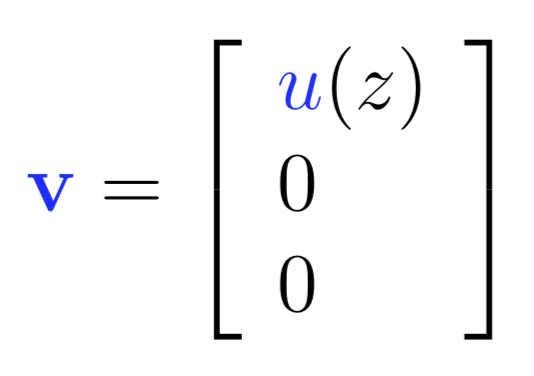 u(z)
v = [ 0 ]
0